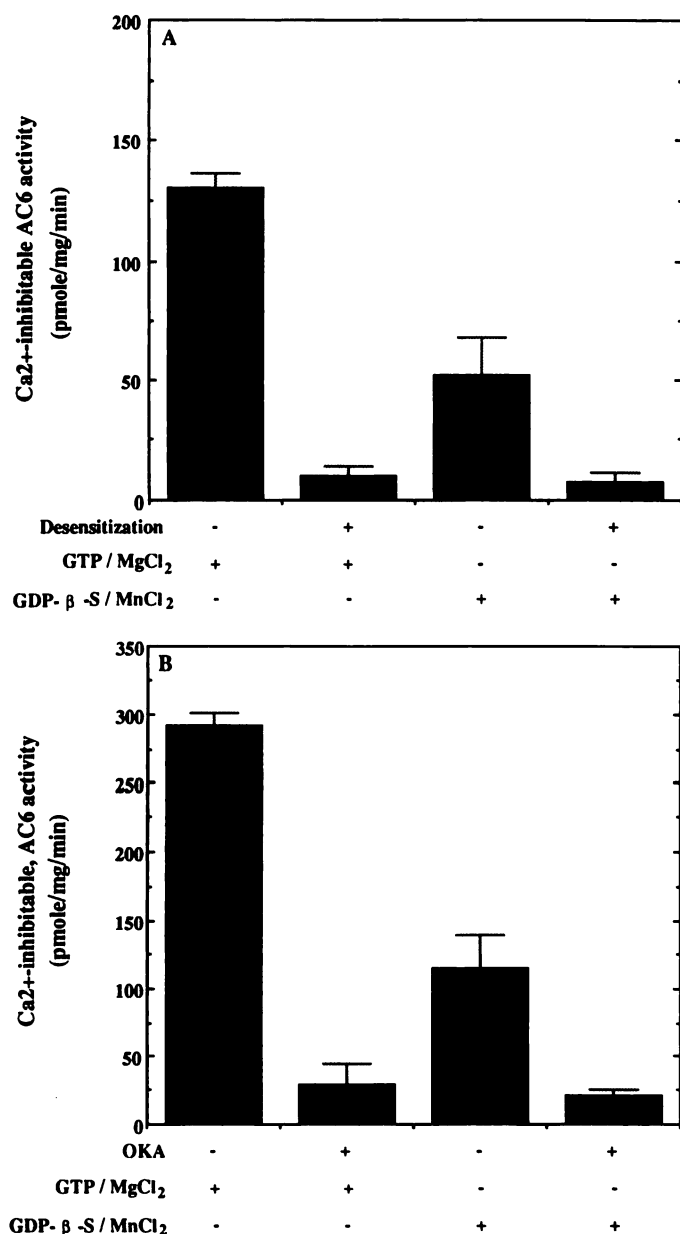 A
200
150
100
50
0
Ca2+-inhibitable AC6 activity
(pmole/mg/min)
Desensitization - + - +
GTP / MgCl2 + + - -
GDP- β -S / MnCl2 - - + +
B
350
300
250
200
150
100
50
0
Ca2+-inhibitable, AC6 activity
(pmole/mg/min)
OKA - + - +
GTP / MgCl2 + + - -
GDP- β -S / MnCl2 - - + +